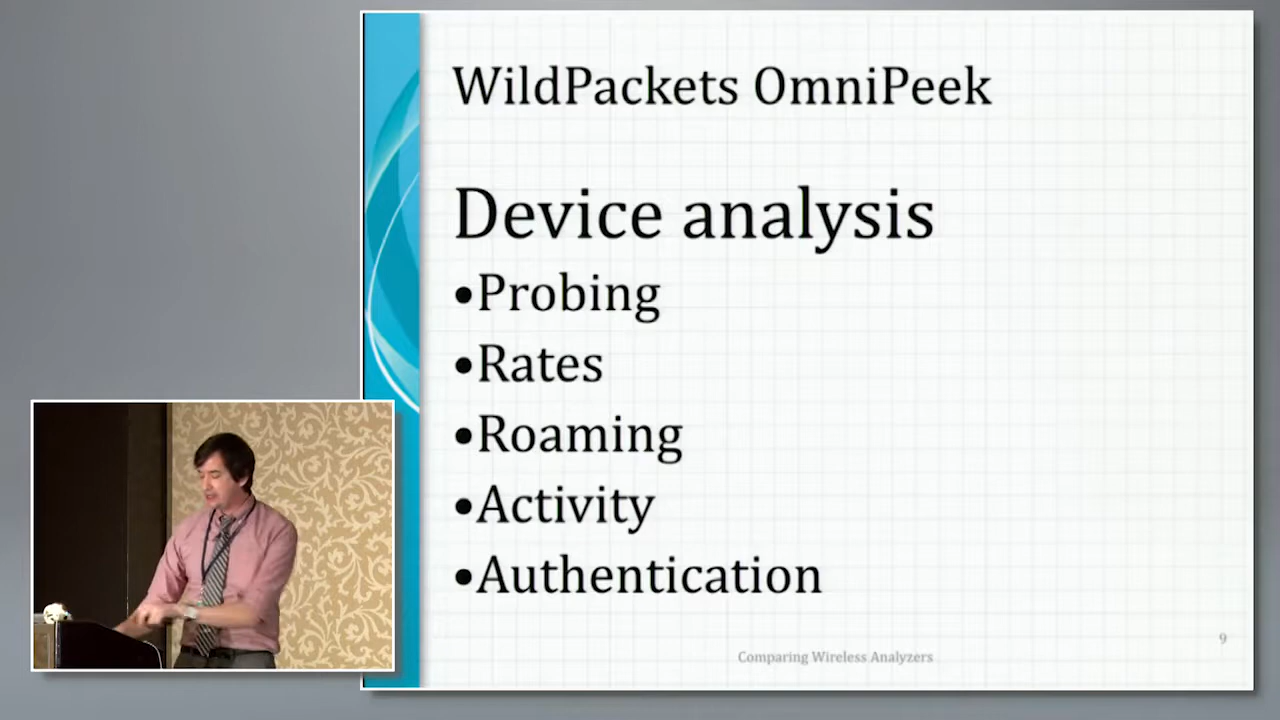 WildPackets OmniPeek
Device analysis
•Probing
•Rates
•Roaming
•Activity
•Authentication
9
Comparing Wireless Analyzers